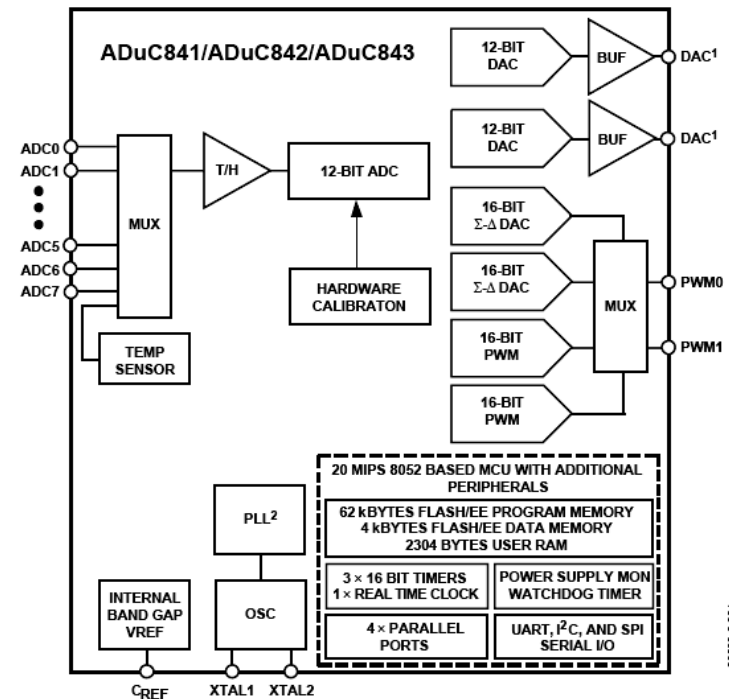 ADuC841/ADuC842/ADuC843
12-BIT
DAC
BUF
DAC¹
12-BIT
DAC
BUF
DAC¹
ADC0
ADC1
ADC5
ADC6
ADC7
MUX
T/H
12-BIT ADC
HARDWARE
CALIBRATON
TEMP
SENSOR
16-BIT
Σ-Δ DAC
16-BIT
Σ-Δ DAC
16-BIT
PWM
16-BIT
PWM
MUX
PWM0
PWM1
20 MIPS 8052 BASED MCU WITH ADDITIONAL
PERIPHERALS
62 kBYTES FLASH/EE PROGRAM MEMORY
4 kBYTES FLASH/EE DATA MEMORY
2304 BYTES USER RAM
3 × 16 BIT TIMERS
1 × REAL TIME CLOCK
POWER SUPPLY MON
WATCHDOG TIMER
4 × PARALLEL
PORTS
UART, I²C, AND SPI
SERIAL I/O
PLL²
OSC
INTERNAL
BAND GAP
VREF
CREF
XTAL1
XTAL2